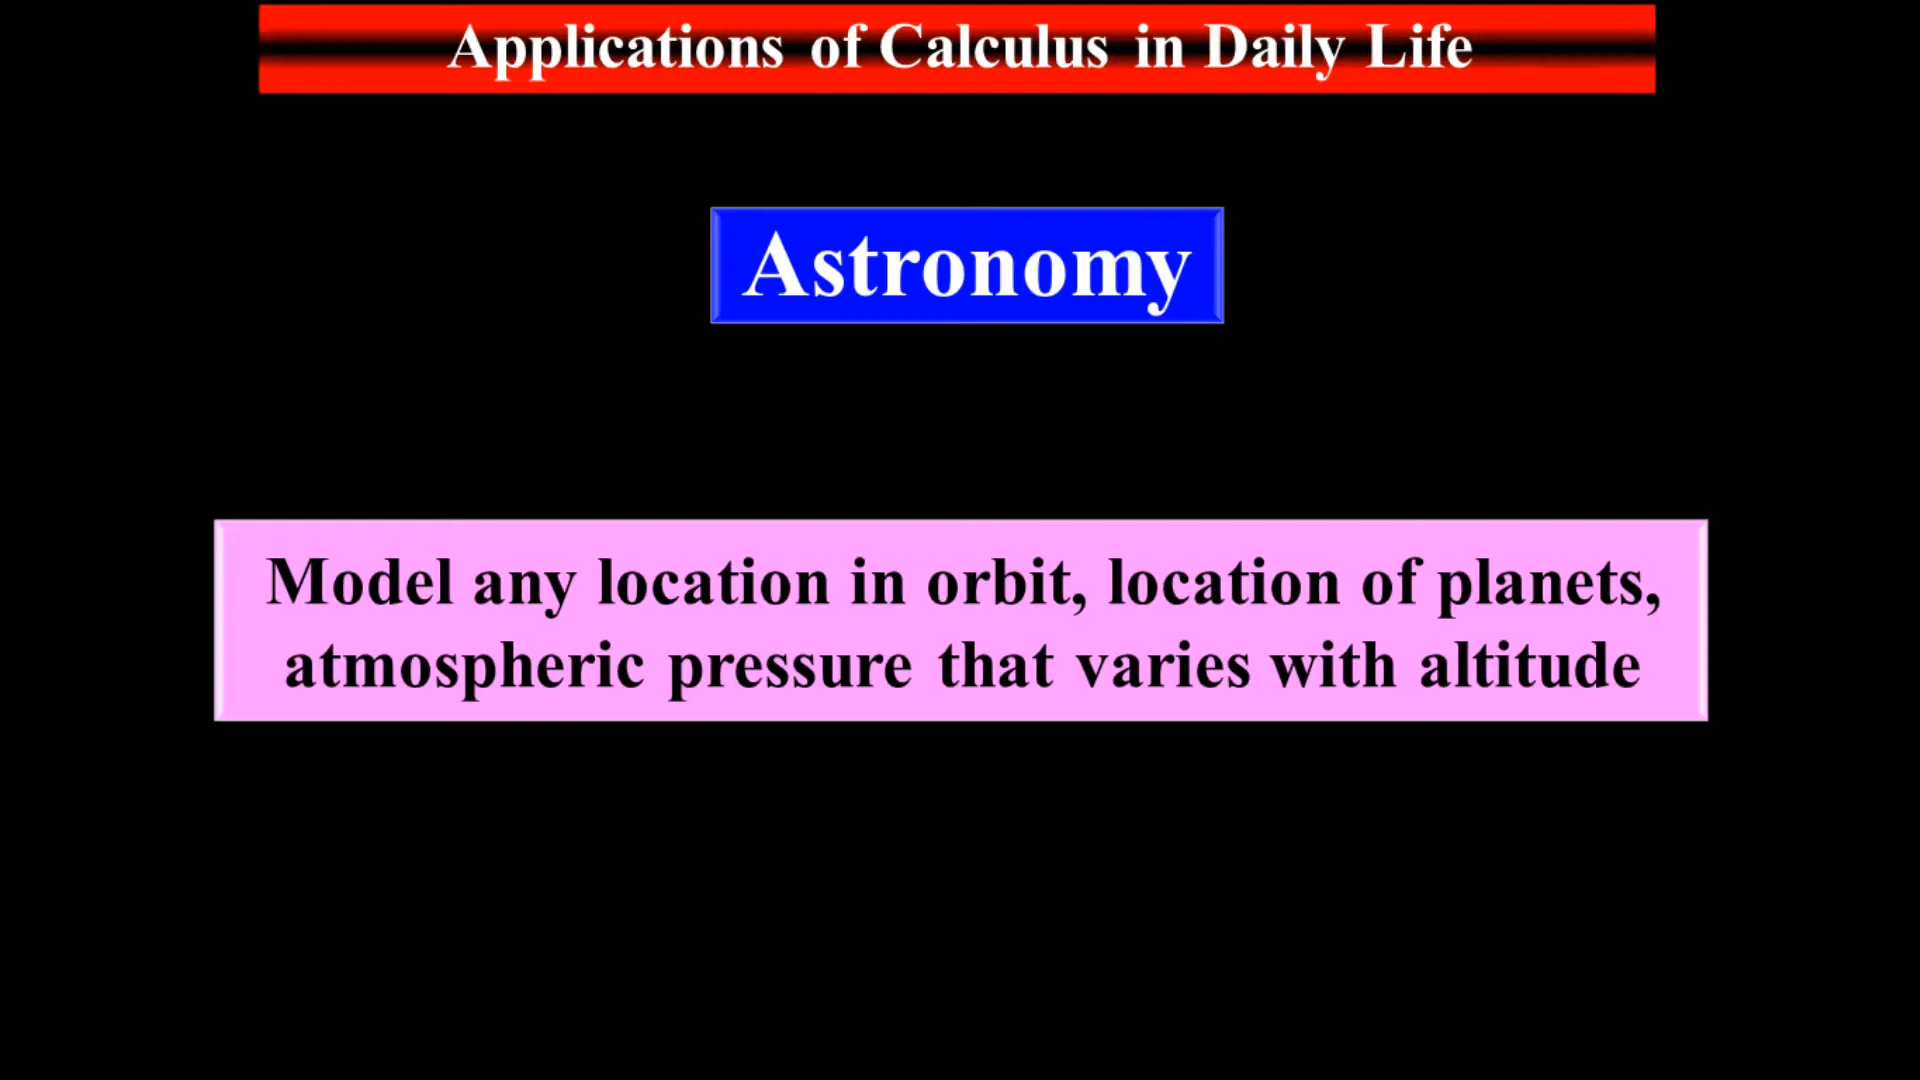 Applications of Calculus in Daily Life
Astronomy
Model any location in orbit, location of planets,
atmospheric pressure that varies with altitude